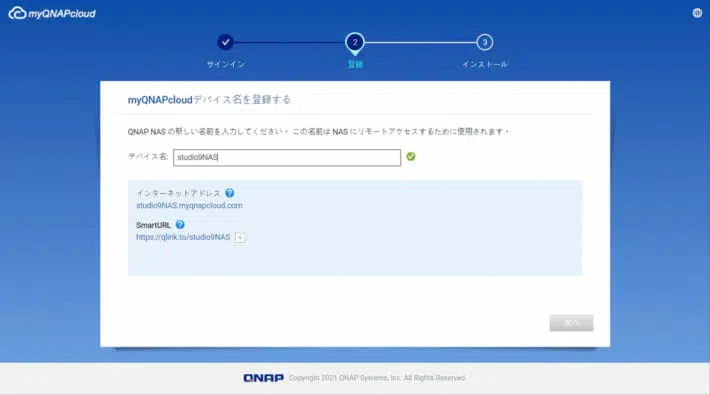 myQNAPcloud
2
3
サインイン
登録
インストール
myQNAPcloudデバイス名を登録する
QNAP NAS の新しい名前を入力してください。この名前は NAS にリモートアクセスするために使用されます。
デバイス名: studio9NAS
インターネットアドレス ?
studio9NAS.myqnapcloud.com
SmartURL ?
https://qlink.to/studio9NAS +
次へ
QNAP Copyright 2021 QNAP Systems, Inc. All Rights Reserved.